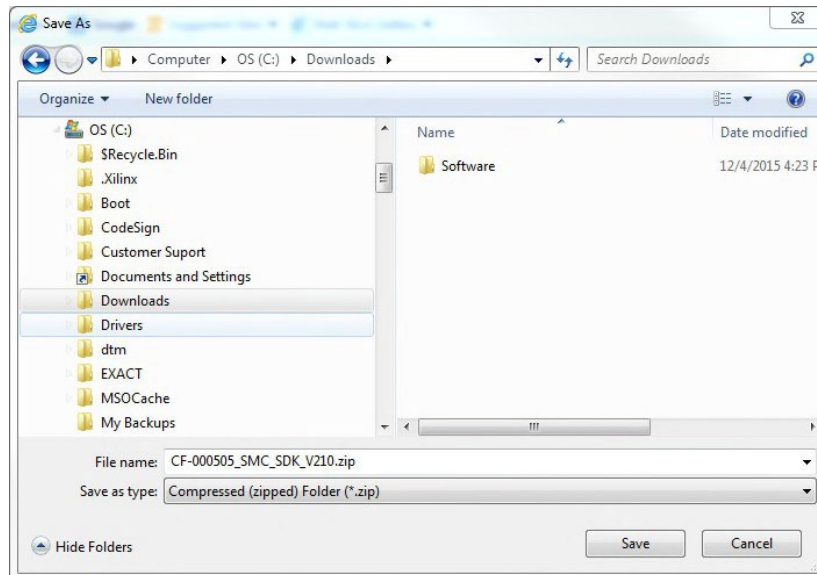 Save As
Computer ▸ OS (C:) ▸ Downloads ▸
Search Downloads
Organize
New folder
OS (C:)
$Recycle.Bin
.Xilinx
Boot
CodeSign
Customer Suport
Documents and Settings
Downloads
Drivers
dtm
EXACT
MSOCache
My Backups
Name
Date modified
Software
12/4/2015 4:23 P
File name: CF-000505_SMC_SDK_V210.zip
Save as type: Compressed (zipped) Folder (*.zip)
Hide Folders
Save
Cancel